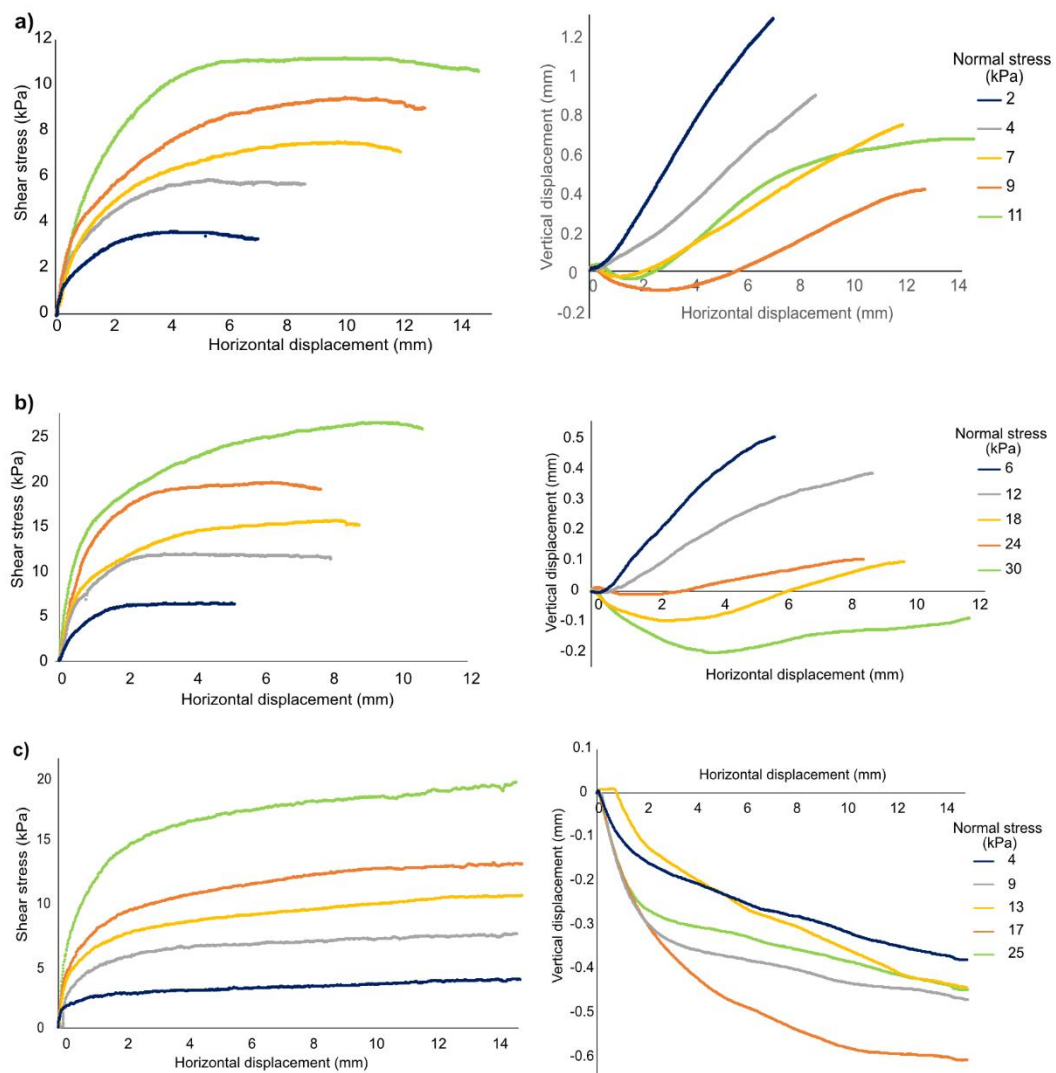 a)
12
10
8
6
4
2
0
Shear stress (kPa)
0 2 4 6 8 10 12 14
Horizontal displacement (mm)
1.2
1
0.8
0.6
0.4
0.2
0
-0.2
Vertical displacement (mm)
0 2 4 6 8 10 12 14
Horizontal displacement (mm)
Normal stress
(kPa)
2
4
7
9
11
b)
25
20
15
10
5
0
Shear stress (kPa)
0 2 4 6 8 10 12
Horizontal displacement (mm)
0.5
0.4
0.3
0.2
0.1
0
-0.1
-0.2
Vertical displacement (mm)
0 2 4 6 8 10 12
Horizontal displacement (mm)
Normal stress
(kPa)
6
12
18
24
30
c)
20
15
10
5
0
Shear stress (kPa)
0 2 4 6 8 10 12 14
Horizontal displacement (mm)
0.1
0
-0.1
-0.2
-0.3
-0.4
-0.5
-0.6
Vertical displacement (mm)
Horizontal displacement (mm)
0 2 4 6 8 10 12 14
Normal stress
(kPa)
4
9
13
17
25